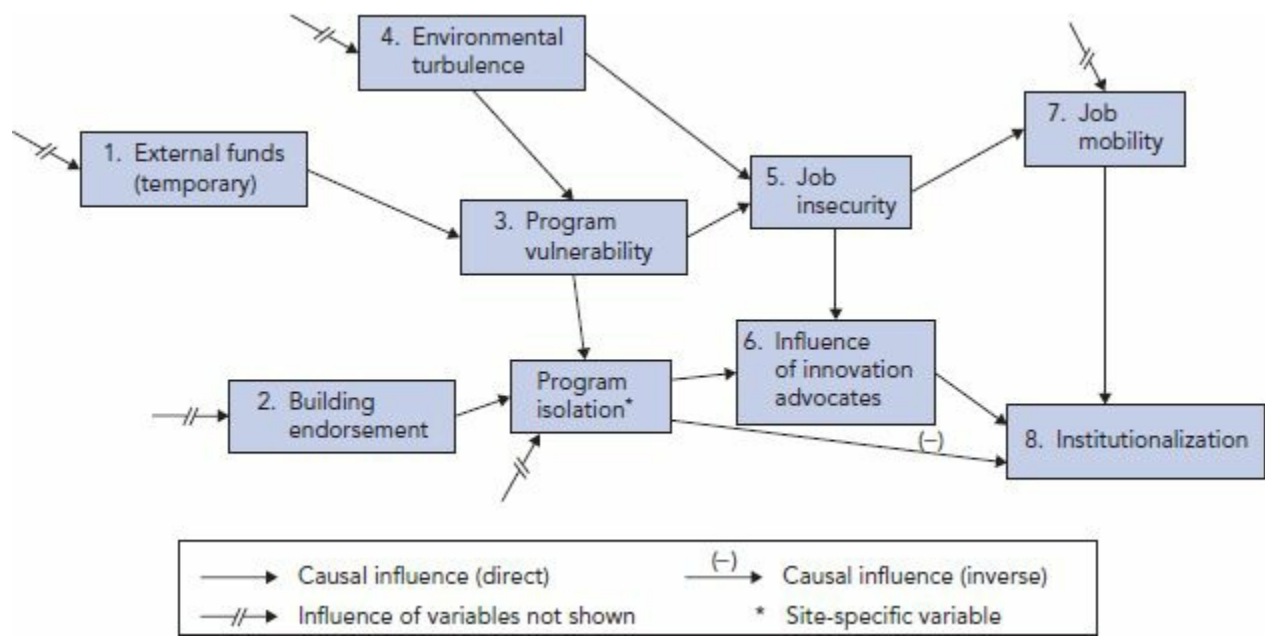 4. Environmental
turbulence
7. Job
mobility
1. External funds
(temporary)
5. Job
insecurity
3. Program
vulnerability
6. Influence
of innovation
advocates
Program
isolation*
2. Building
endorsement
(–)
8. Institutionalization
Causal influence (direct)
(–)
Causal influence (inverse)
Influence of variables not shown
* Site-specific variable